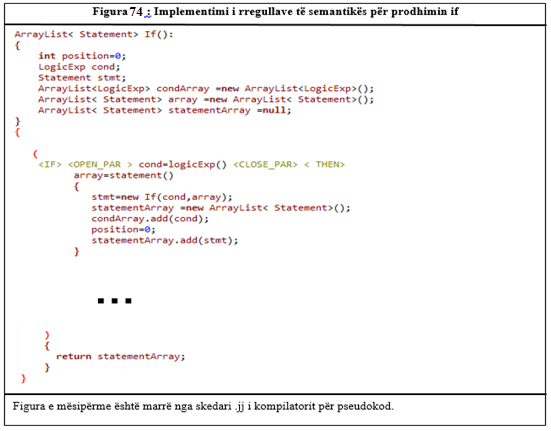 Figura 74 : Implementimi i rregullave të semantikës për prodhimin if
ArrayList< Statement> If():
{
int position=0;
LogicExp cond;
Statement stmt;
ArrayList<LogicExp> condArray =new ArrayList<LogicExp>();
ArrayList< Statement> array =new ArrayList< Statement>();
ArrayList< Statement> statementArray =null;
}
{
(
<IF> <OPEN_PAR > cond=logicExp() <CLOSE_PAR> < THEN>
array=statement()
{
stmt=new If(cond,array);
statementArray =new ArrayList< Statement>();
condArray.add(cond);
position=0;
statementArray.add(stmt);
}
...
)
{
return statementArray;
}
}
Figura e mësipërme është marrë nga skedari .jj i kompilatorit për pseudokod.